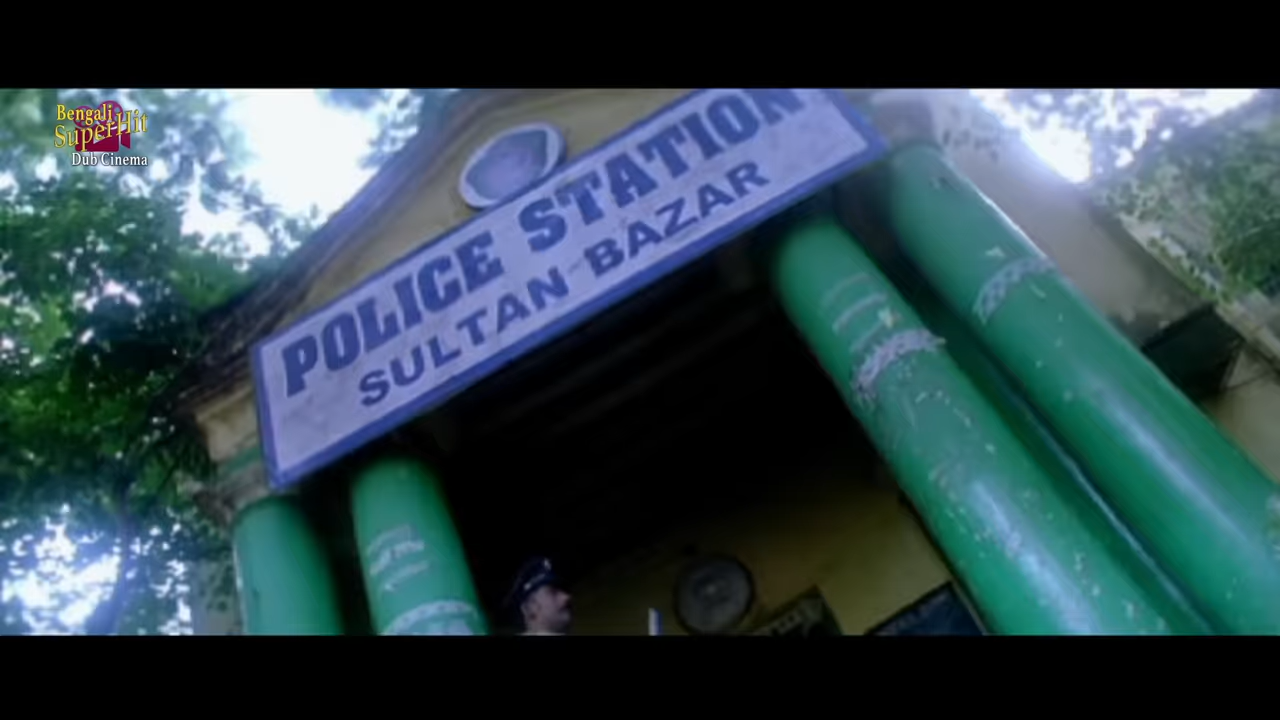 Bengali
SuperHit
Dub Cinema
POLICE STATION
SULTAN BAZAR